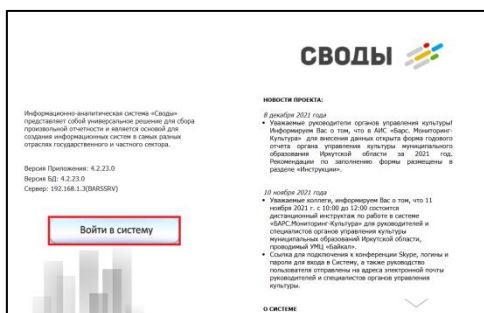 СВОДЫ
Информационно-аналитическая система «Своды»
представляет собой универсальное решение для сбора
произвольной отчетности и является основой для
создания информационных систем в самых разных
отраслях государственного и частного сектора.
Версия Приложения: 4.2.23.0
Версия БД: 4.2.23.0
Сервер: 192.168.1.3(BARSSRV)
Войти в систему
НОВОСТИ ПРОЕКТА:
8 декабря 2021 года
• Уважаемые руководители органов управления культуры!
Информируем Вас о том, что в АИС «Барс. Мониторинг-
Культура» для внесения данных открыта форма годового
отчета органа управления культуры муниципального
образования Иркутской области за 2021 год.
Рекомендации по заполнению формы размещены в
разделе «Инструкции».
10 ноября 2021 года
• Уважаемые коллеги, информируем Вас о том, что 11
ноября 2021 г. с 10:00 до 12:00 состоится
дистанционный инструктаж по работе в системе
«БАРС.Мониторинг-Культура» для руководителей и
специалистов органов управления культуры
муниципальных образований Иркутской области,
проводимый УМЦ «Байкал».
• Ссылка для подключения к конференции Skype, логины и
пароли для входа в Систему, а также руководство
пользователя отправлены на адреса электронной почты
руководителей и специалистов органов управления
культуры.
О СИСТЕМЕ